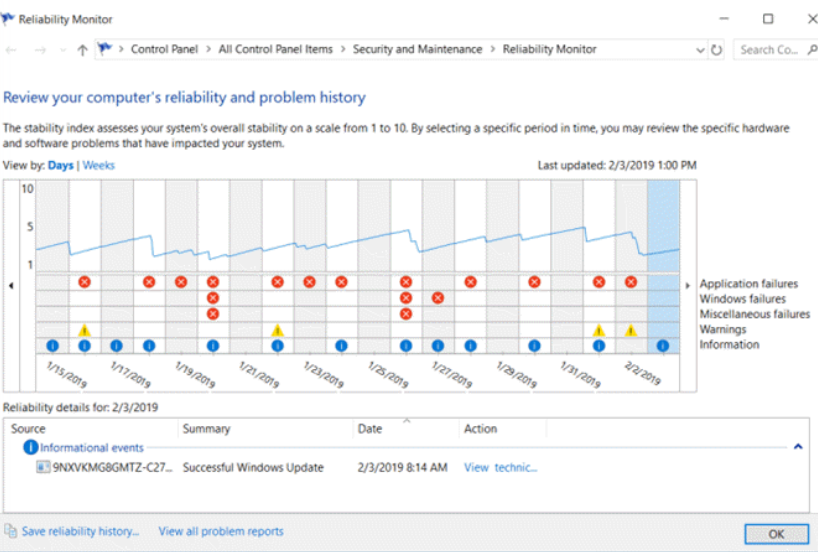 Reliability Monitor
Control Panel > All Control Panel Items > Security and Maintenance > Reliability Monitor
Search Co...
Review your computer's reliability and problem history
The stability index assesses your system's overall stability on a scale from 1 to 10. By selecting a specific period in time, you may review the specific hardware
and software problems that have impacted your system.
View by: Days | Weeks
Last updated: 2/3/2019 1:00 PM
10
5
1
Application failures
Windows failures
Miscellaneous failures
Warnings
Information
1/15/2019 1/17/2019 1/19/2019 1/21/2019 1/23/2019 1/25/2019 1/27/2019 1/29/2019 1/31/2019 2/2/2019
Reliability details for: 2/3/2019
Source Summary Date Action
Informational events
9NXVKMG8GMTZ-C27... Successful Windows Update 2/3/2019 8:14 AM View technic...
Save reliability history... View all problem reports
OK